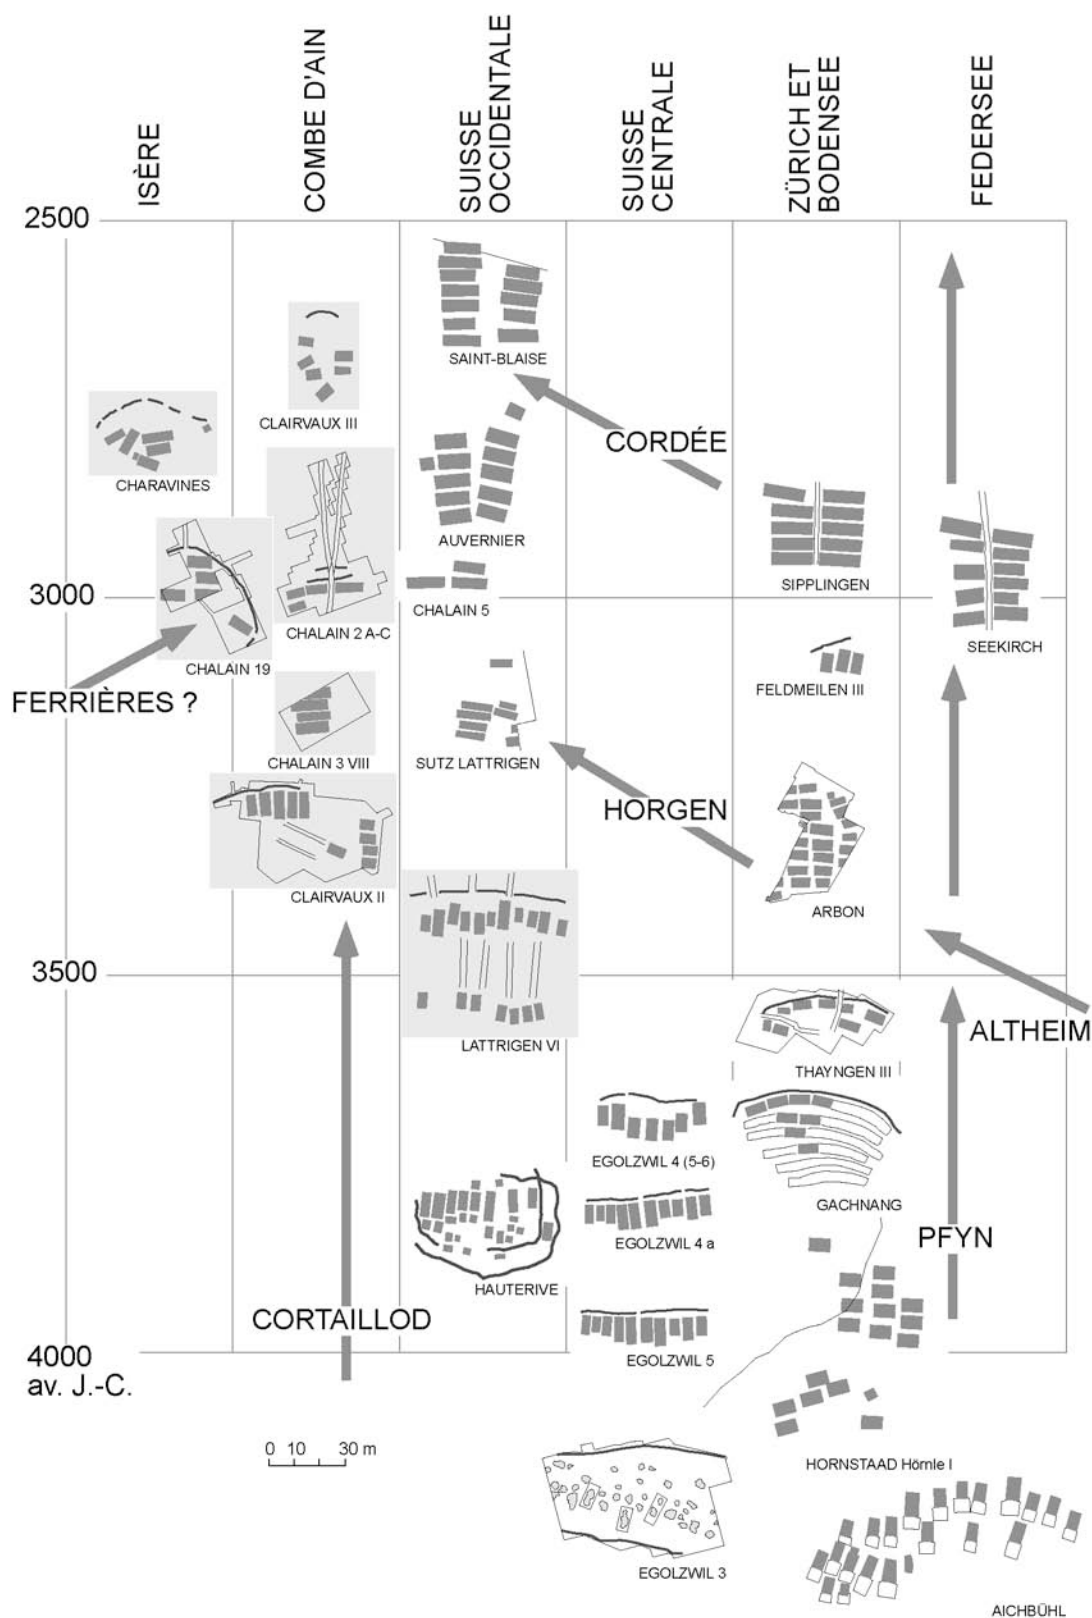 ISÈRE
COMBE D'AIN
SUISSE
OCCIDENTALE
SUISSE
CENTRALE
ZÜRICH ET
BODENSEE
FEDERSEE
2500
SAINT-BLAISE
CLAIRVAUX III
CORDÉE
CHARAVINES
AUVERNIER
SIPPLINGEN
3000
CHALAIN 5
CHALAIN 2 A-C
SEEKIRCH
CHALAIN 19
FERRIÈRES ?
FELDMEILEN III
CHALAIN 3 VIII
SUTZ LATTRIGEN
HORGEN
CLAIRVAUX II
ARBON
3500
ALTHEIM
LATTRIGEN VI
THAYNGEN III
EGOLZWIL 4 (5-6)
GACHNANG
PFYN
EGOLZWIL 4 a
HAUTERIVE
CORTAILLOD
4000
av. J.-C.
EGOLZWIL 5
0 10 30 m
HORNSTAAD Hörnle I
EGOLZWIL 3
AICHBÜHL